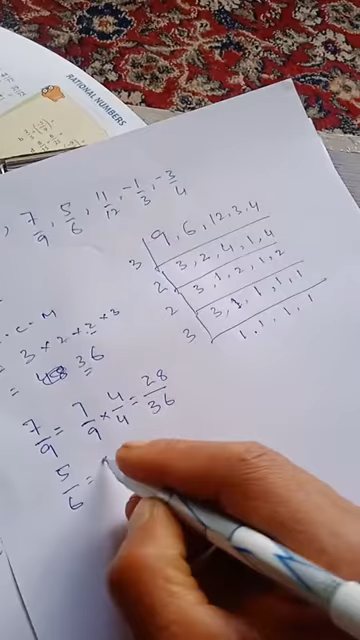 RATIONAL NUMBERS
, 7/9, 5/6, 11/12, -1/3, -3/4
9, 6, 12, 3, 4
3 3, 2, 4, 1, 4
2 3, 1, 2, 1, 2
2 3, 1, 1, 1, 1
3 1, 1, 1, 1
. C. M
= 3 × 2 × 2 × 3
= 36
7/9 = 7/9 × 4/4 = 28/36
5/6 =